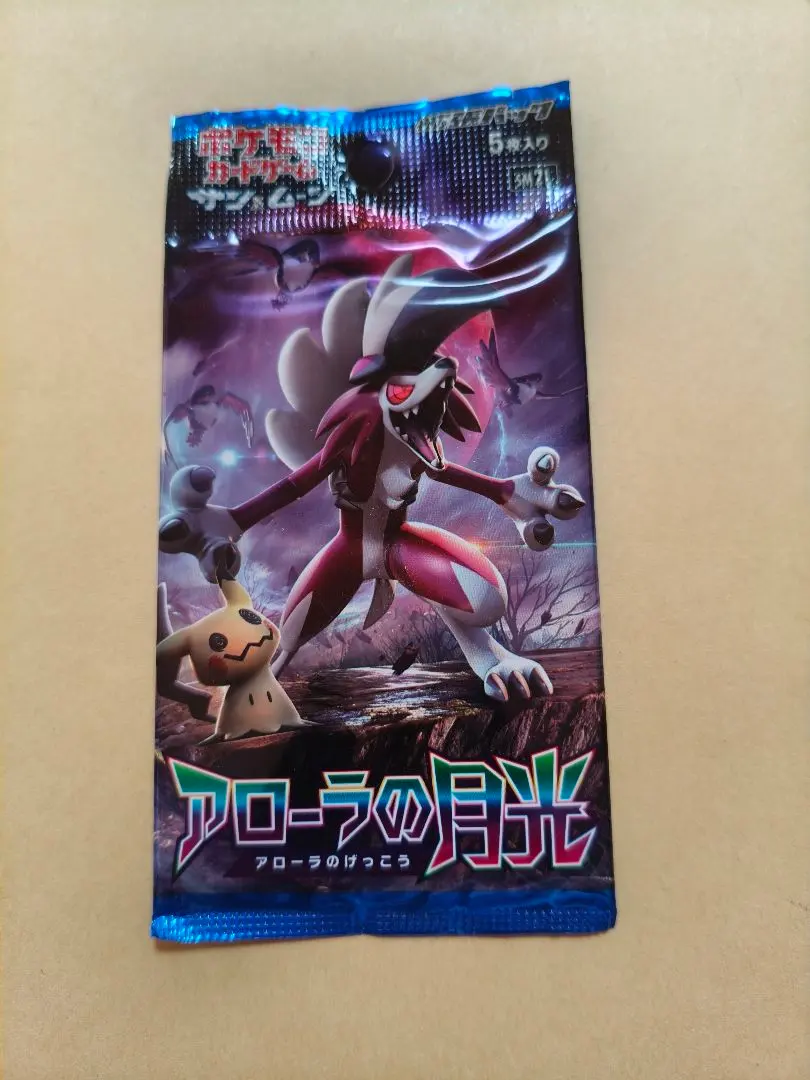 ポケモン
カードゲーム
サン&ムーン
拡張パック
5枚入り
アローラの月光
アローラのげっこう